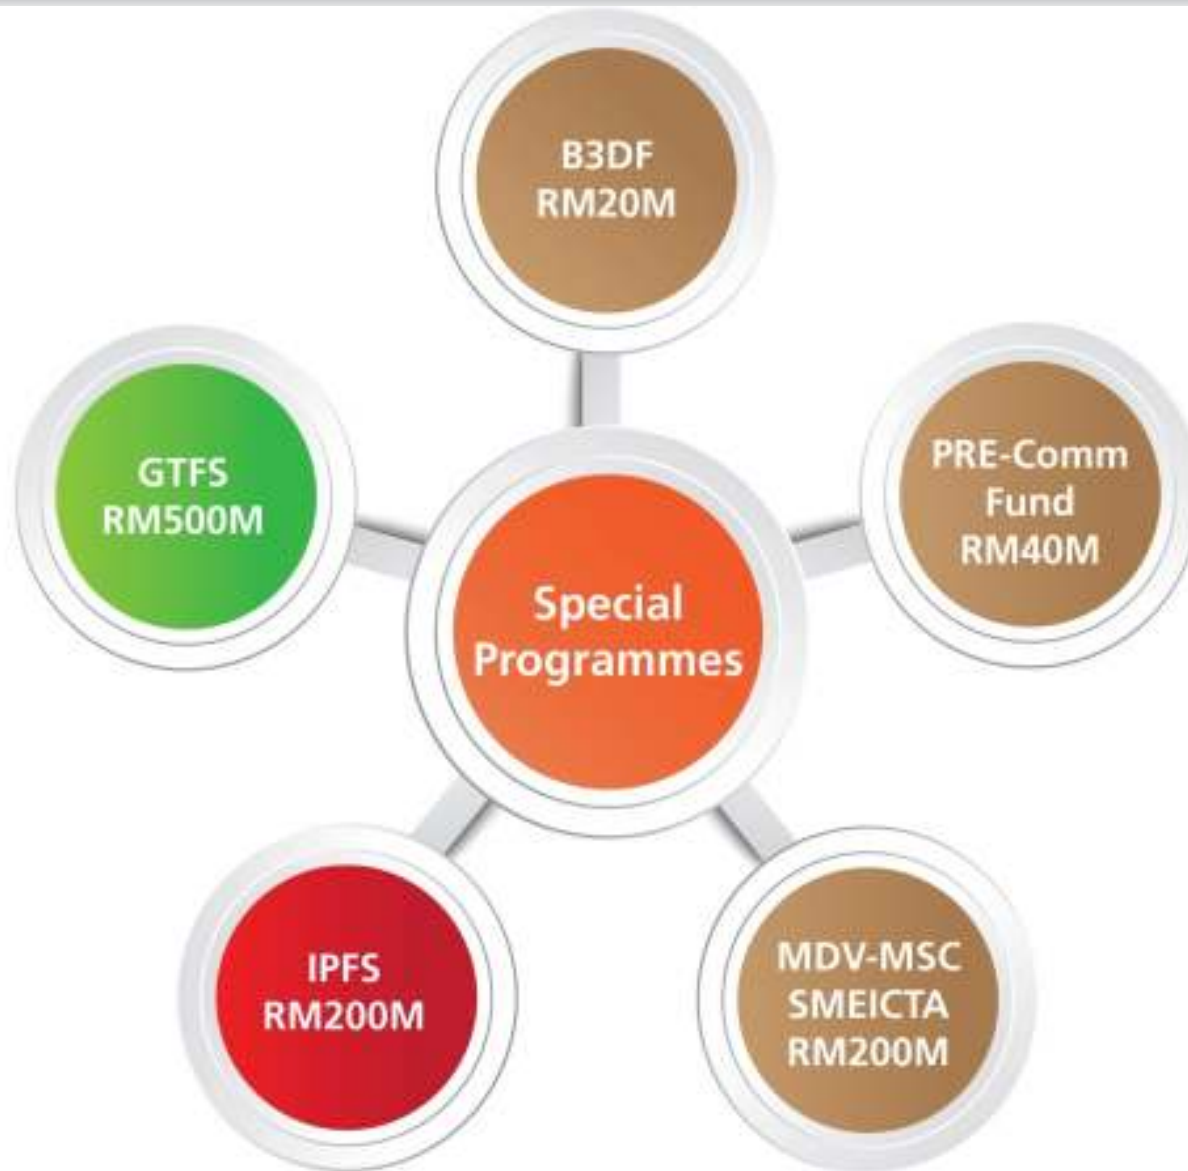 B3DF
RM20M
GTFS
RM500M
PRE-Comm
Fund
RM40M
Special
Programmes
IPFS
RM200M
MDV-MSC
SMEICTA
RM200M